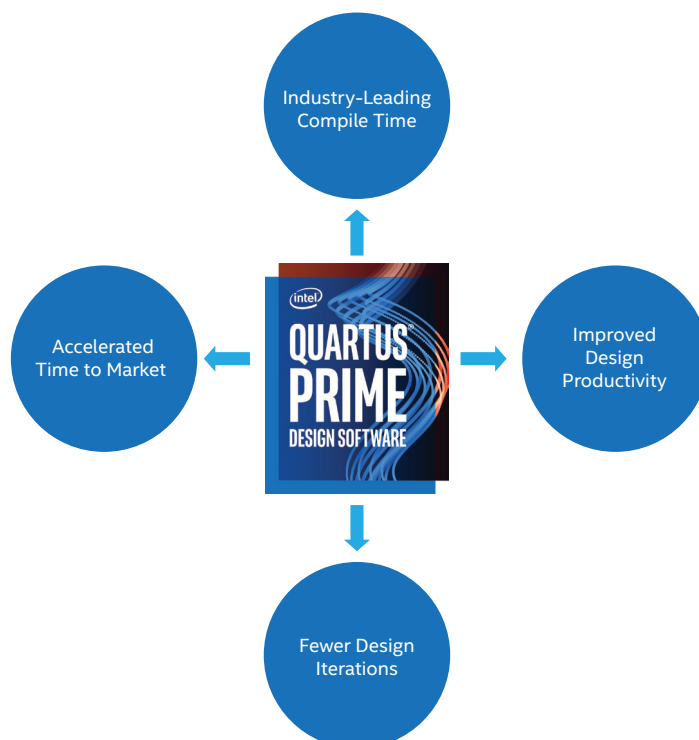 Industry-Leading
Compile Time
Accelerated
Time to Market
intel
QUARTUS®
PRIME
DESIGN SOFTWARE
Improved
Design
Productivity
Fewer Design
Iterations